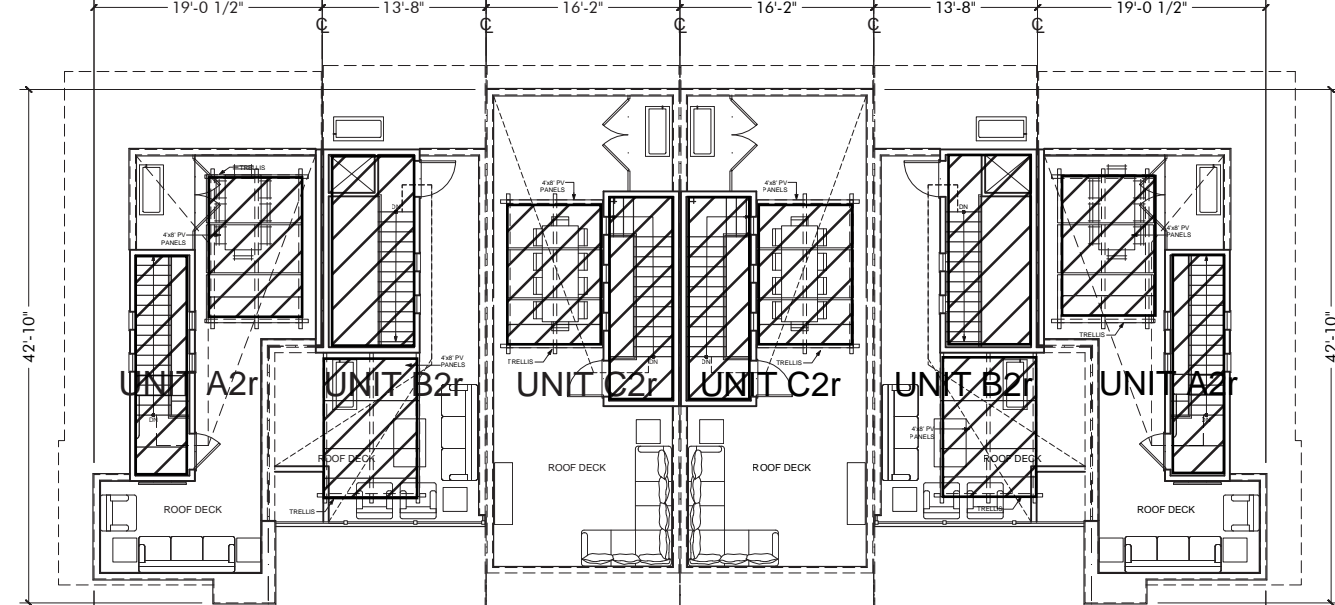 19'-0 1/2" 13'-8" 16'-2" 16'-2" 13'-8" 19'-0 1/2"
℄ ℄ ℄ ℄ ℄
4'x8' PV
PANELS
4'x8' PV
PANELS
TRELLIS
DN
DN
4'x8' PV
PANELS
4'x8' PV
PANELS
42'-10"
42'-10"
TRELLIS
4'x8' PV
PANELS
TRELLIS
DN
DN
TRELLIS
UNIT A2r UNIT B2r UNIT C2r UNIT C2r UNIT B2r UNIT A2r
DN
4'x8' PV
PANELS
DN
ROOF DECK
ROOF DECK
ROOF DECK
ROOF DECK
ROOF DECK
TRELLIS
TRELLIS
ROOF DECK